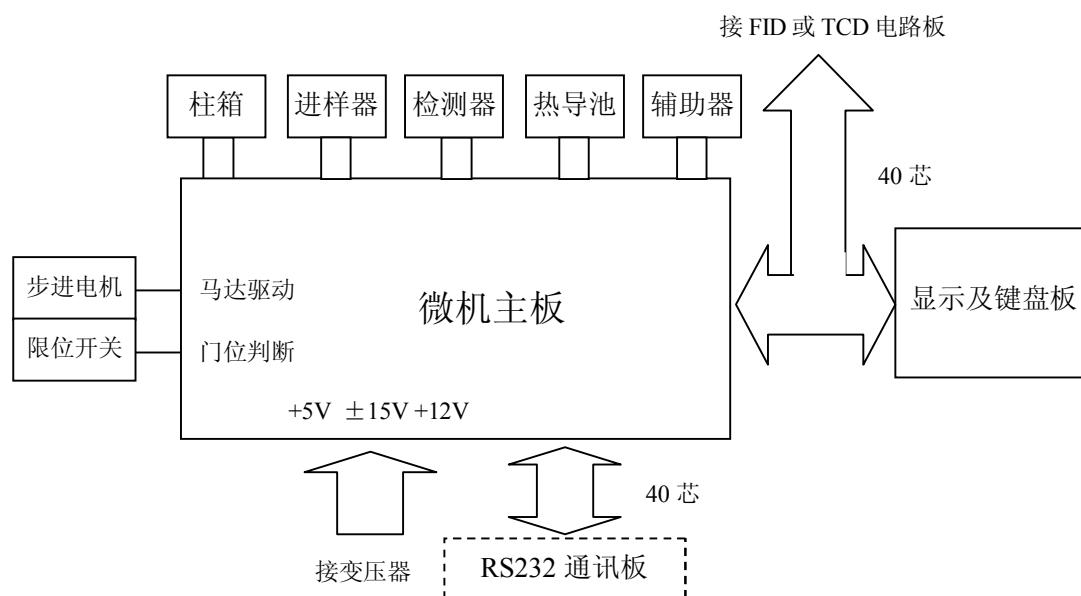 接 FID 或 TCD 电路板
柱箱
进样器
检测器
热导池
辅助器
40 芯
步进电机
马达驱动
微机主板
显示及键盘板
限位开关
门位判断
+5V ±15V +12V
40 芯
接变压器
RS232 通讯板